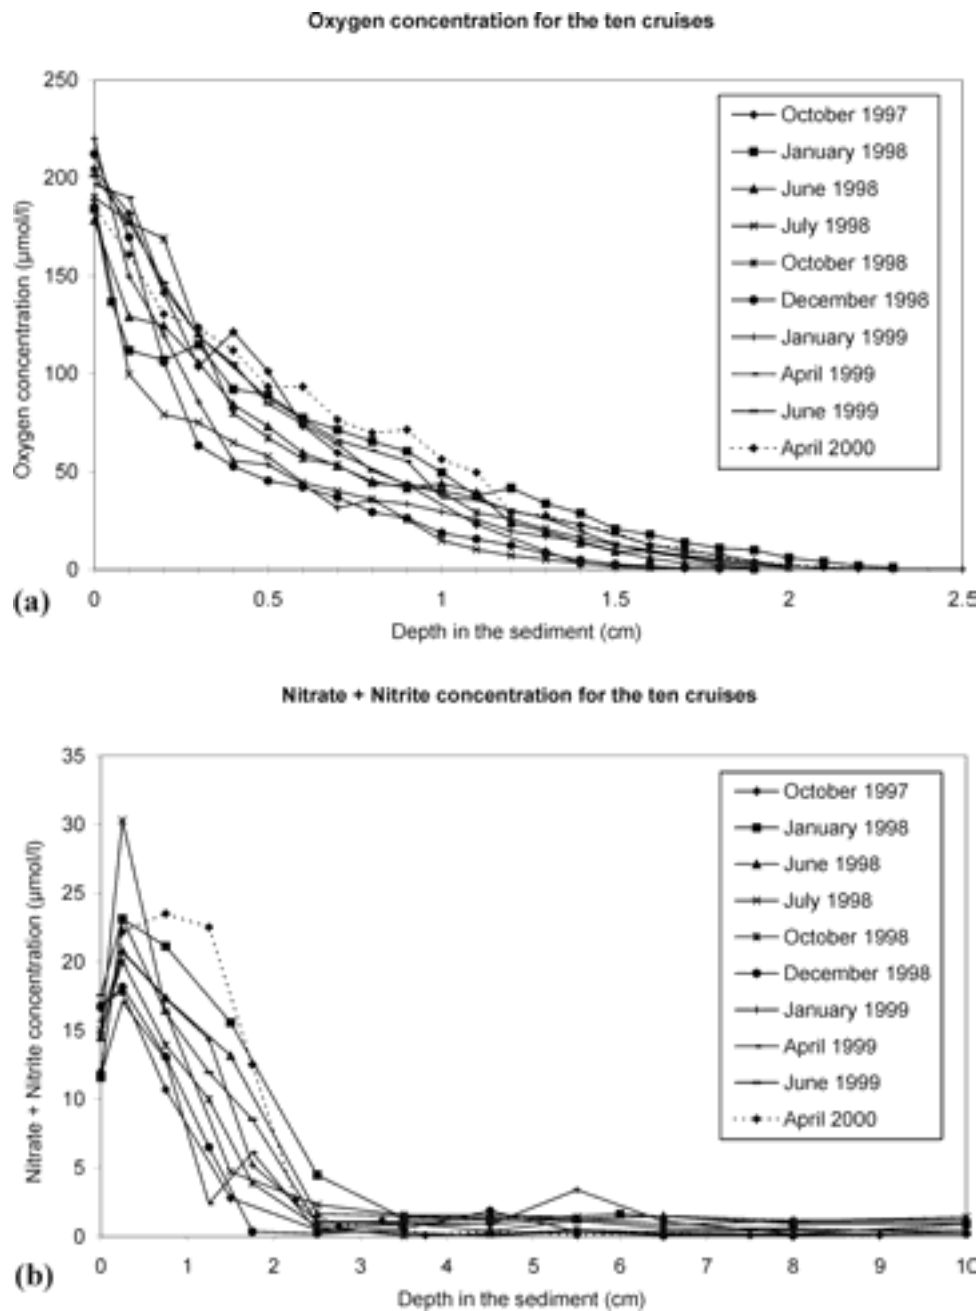 Oxygen concentration for the ten cruises
250
200
150
100
50
0
Oxygen concentration (µmol/l)
October 1997
January 1998
June 1998
July 1998
October 1998
December 1998
January 1999
April 1999
June 1999
April 2000
0 0.5 1 1.5 2 2.5
Depth in the sediment (cm)
(a)
Nitrate + Nitrite concentration for the ten cruises
35
30
25
20
15
10
5
0
Nitrate + Nitrite concentration (µmol/l)
October 1997
January 1998
June 1998
July 1998
October 1998
December 1998
January 1999
April 1999
June 1999
April 2000
0 1 2 3 4 5 6 7 8 9 10
Depth in the sediment (cm)
(b)